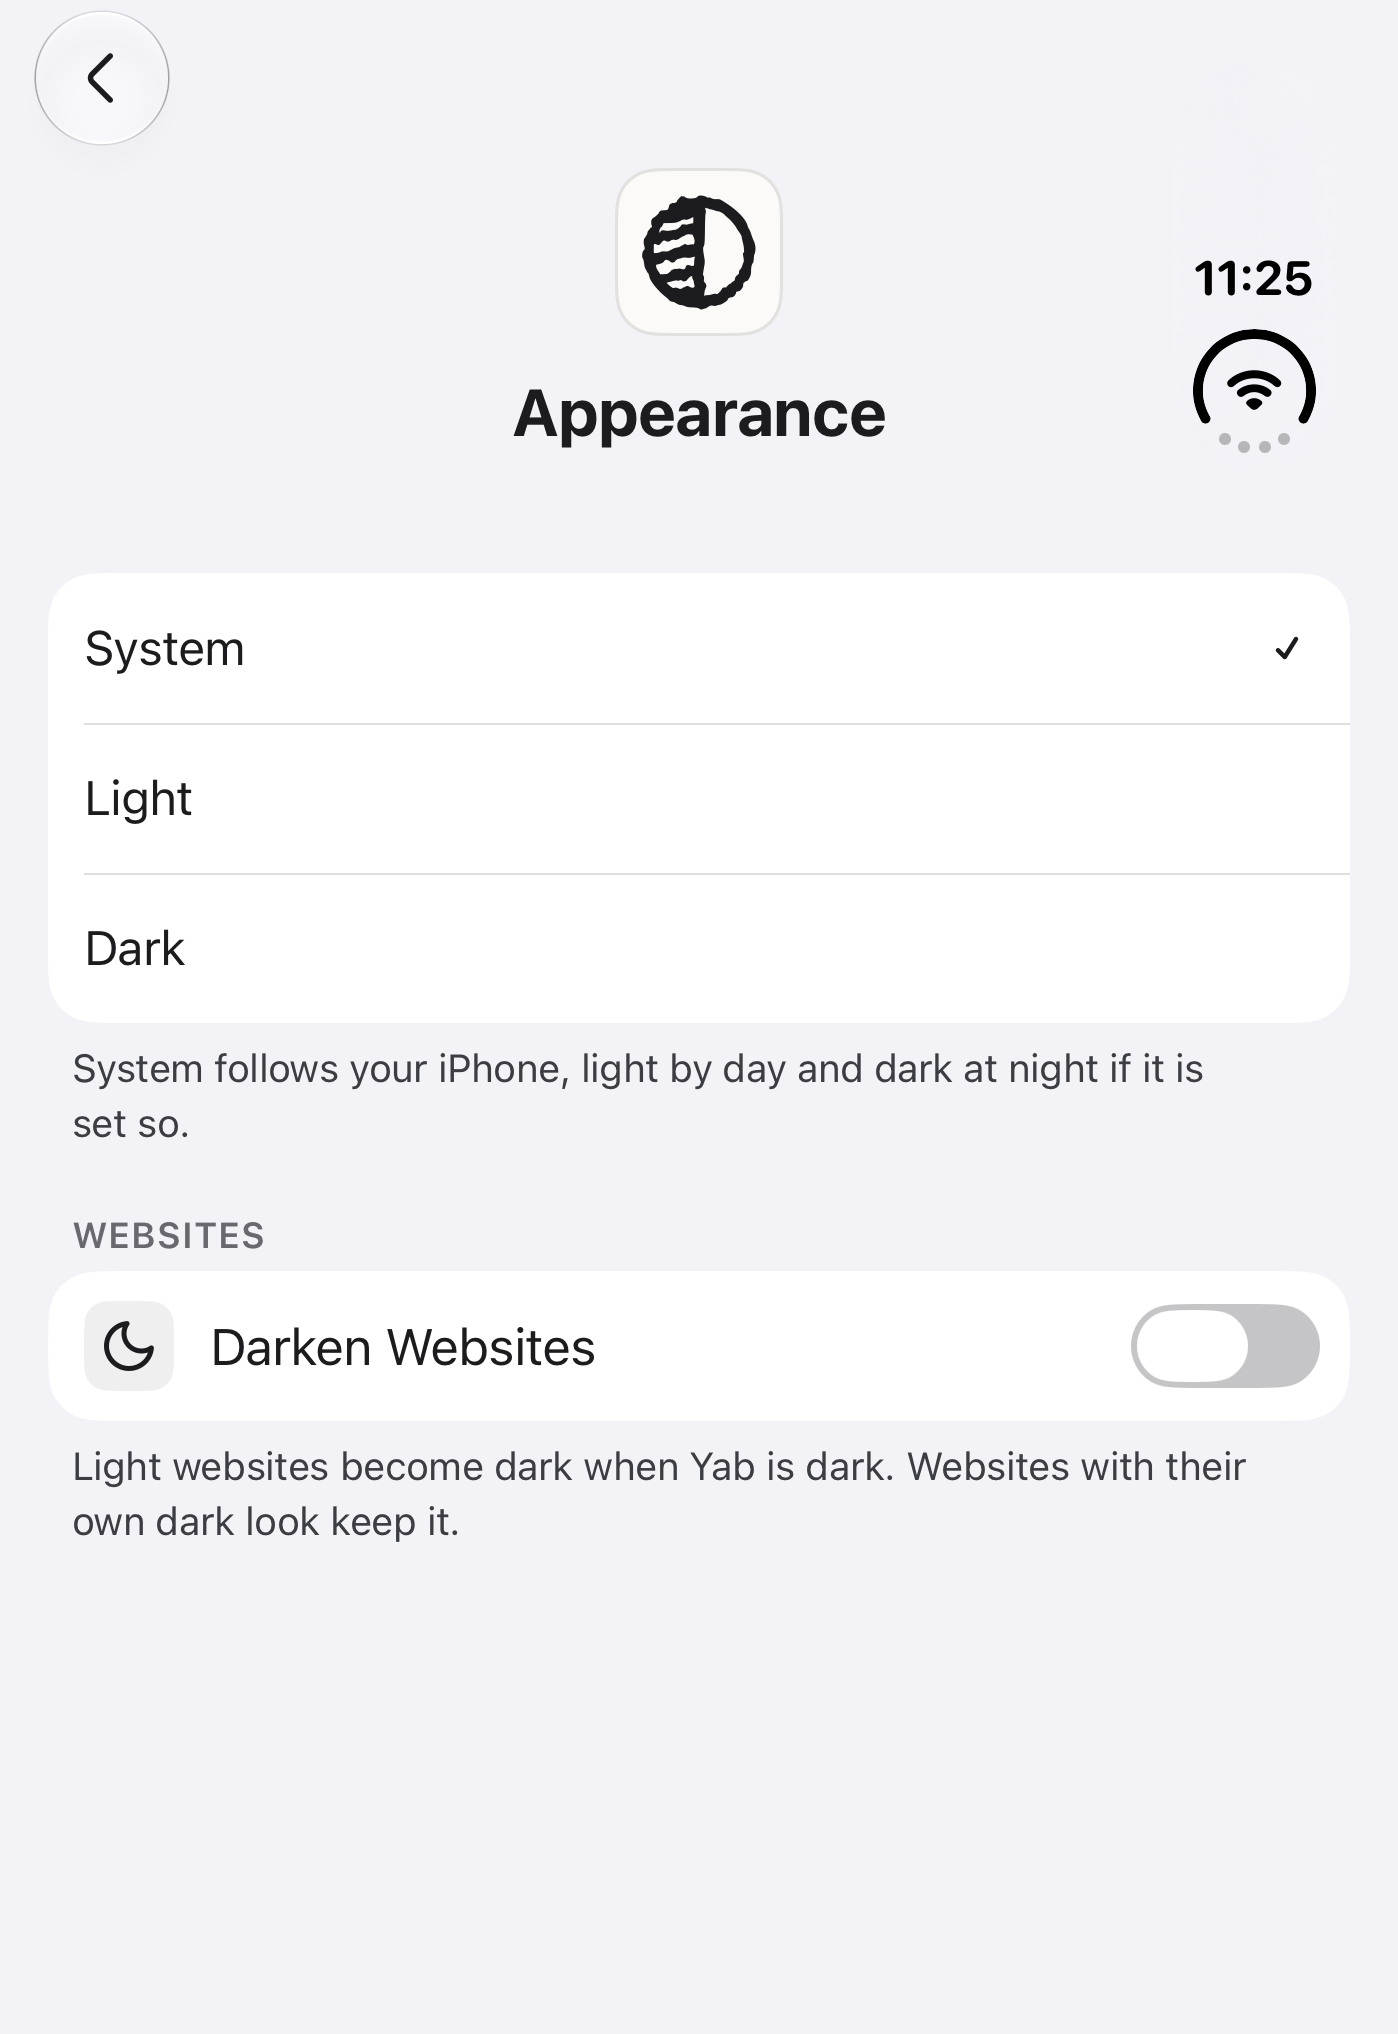 11:25
Appearance
System
Light
Dark
System follows your iPhone, light by day and dark at night if it is
set so.
WEBSITES
Darken Websites
Light websites become dark when Yab is dark. Websites with their
own dark look keep it.